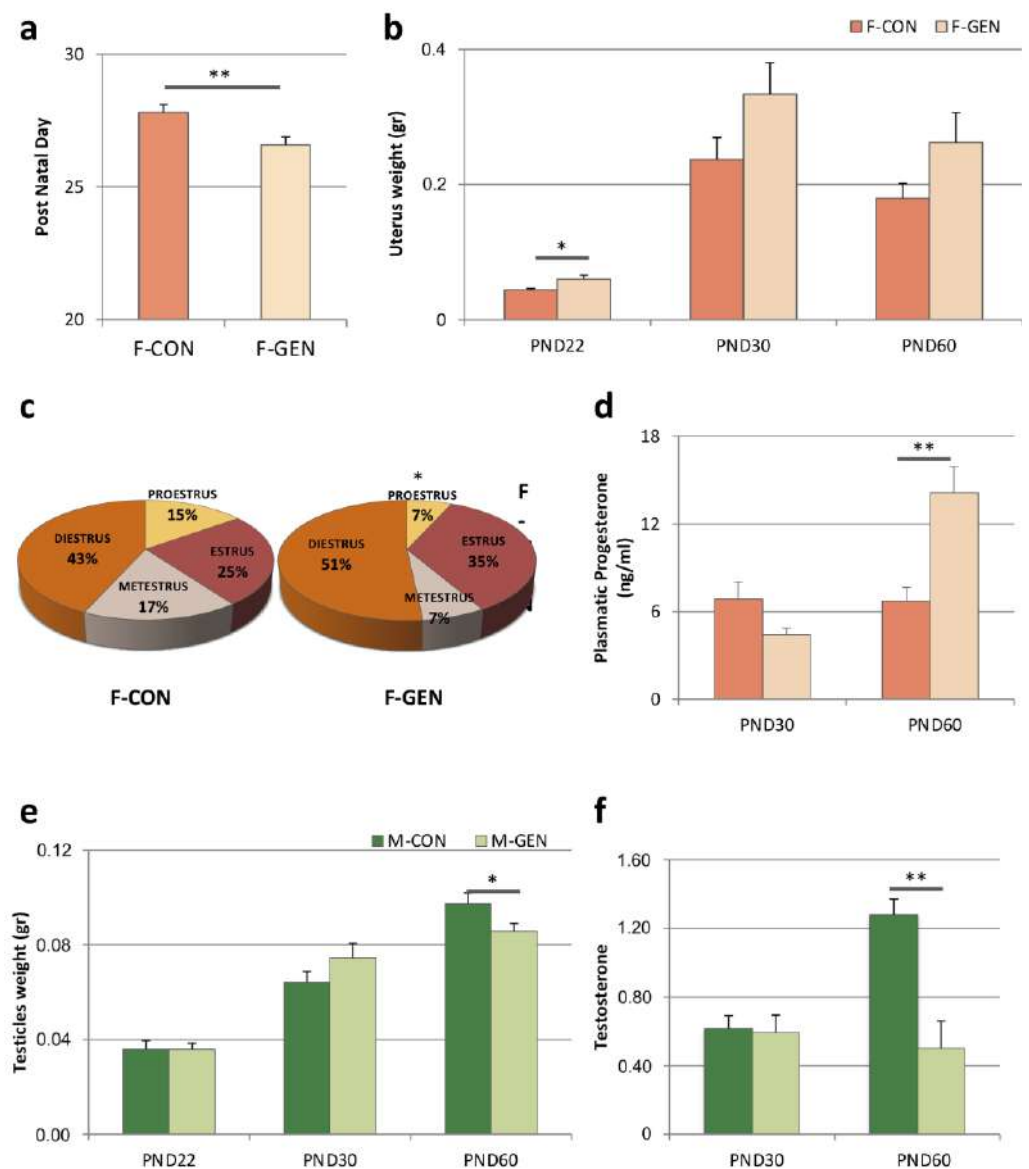 a
30
**
25
20
Post Natal Day
F-CON
F-GEN
b
F-CON F-GEN
0.4
0.2
0
Uterus weight (gr)
*
PND22
PND30
PND60
c
PROESTRUS
15%
ESTRUS
25%
METESTRUS
17%
DIESTRUS
43%
F-CON
*
PROESTRUS
7%
ESTRUS
35%
METESTRUS
7%
DIESTRUS
51%
F-GEN
F
-
N
d
18
12
6
0
Plasmatic Progesterone
(ng/ml)
**
PND30
PND60
e
M-CON M-GEN
0.12
0.08
0.04
0.00
Testicles weight (gr)
*
PND22
PND30
PND60
f
1.60
1.20
0.80
0.40
0
Testosterone
**
PND30
PND60